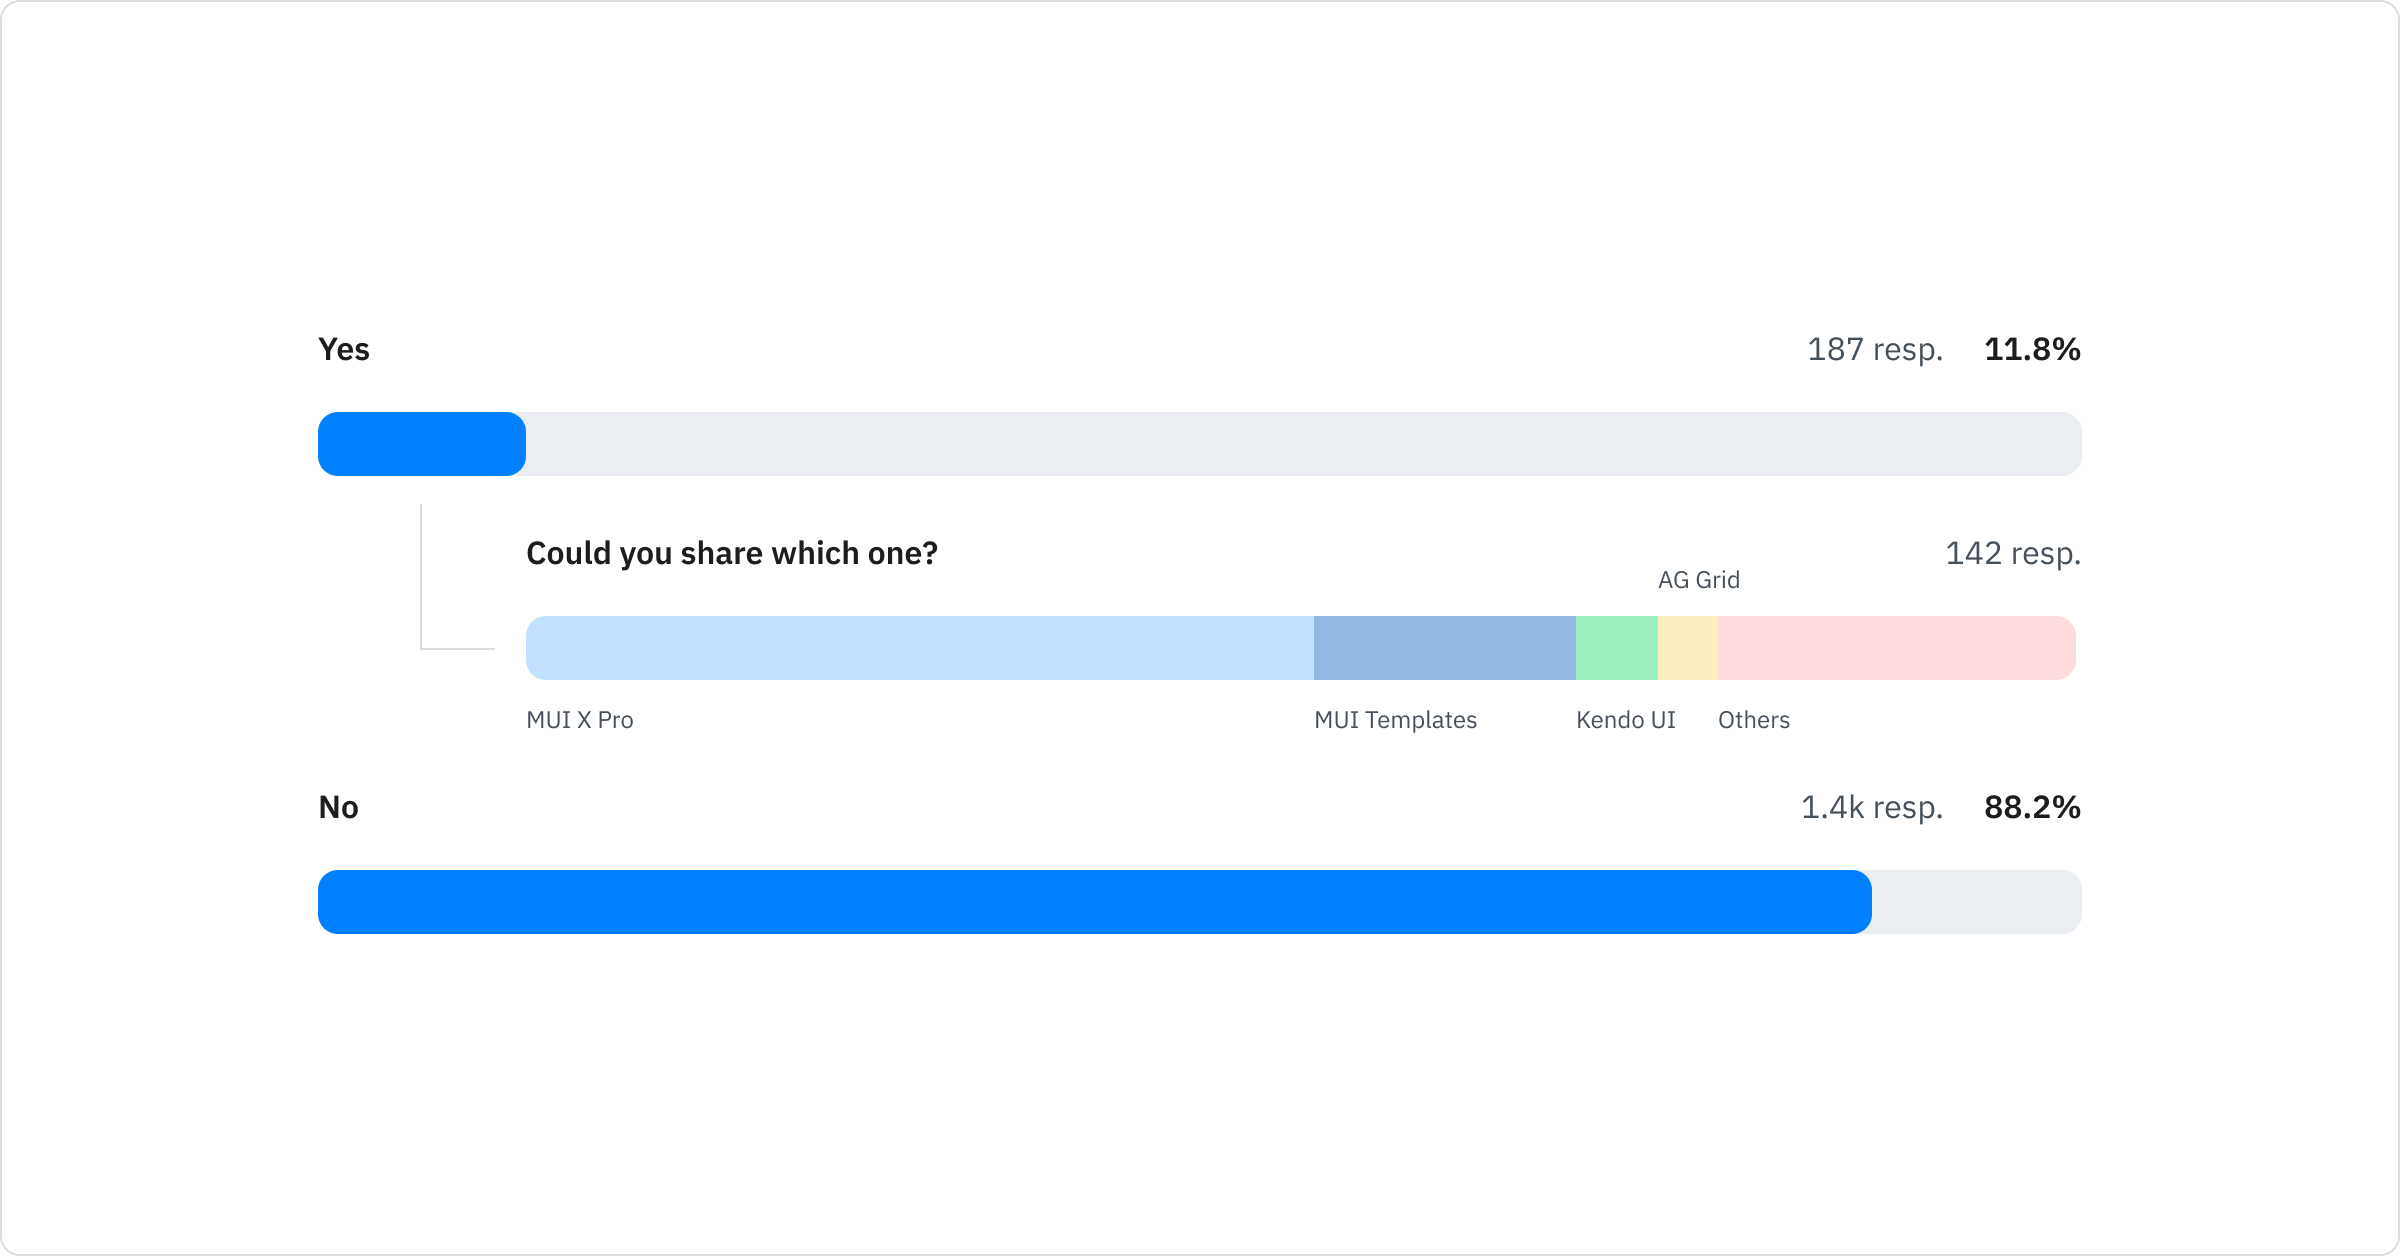 Yes 187 resp. 11.8%
Could you share which one? 142 resp.
AG Grid
MUI X Pro MUI Templates Kendo UI Others
No 1.4k resp. 88.2%